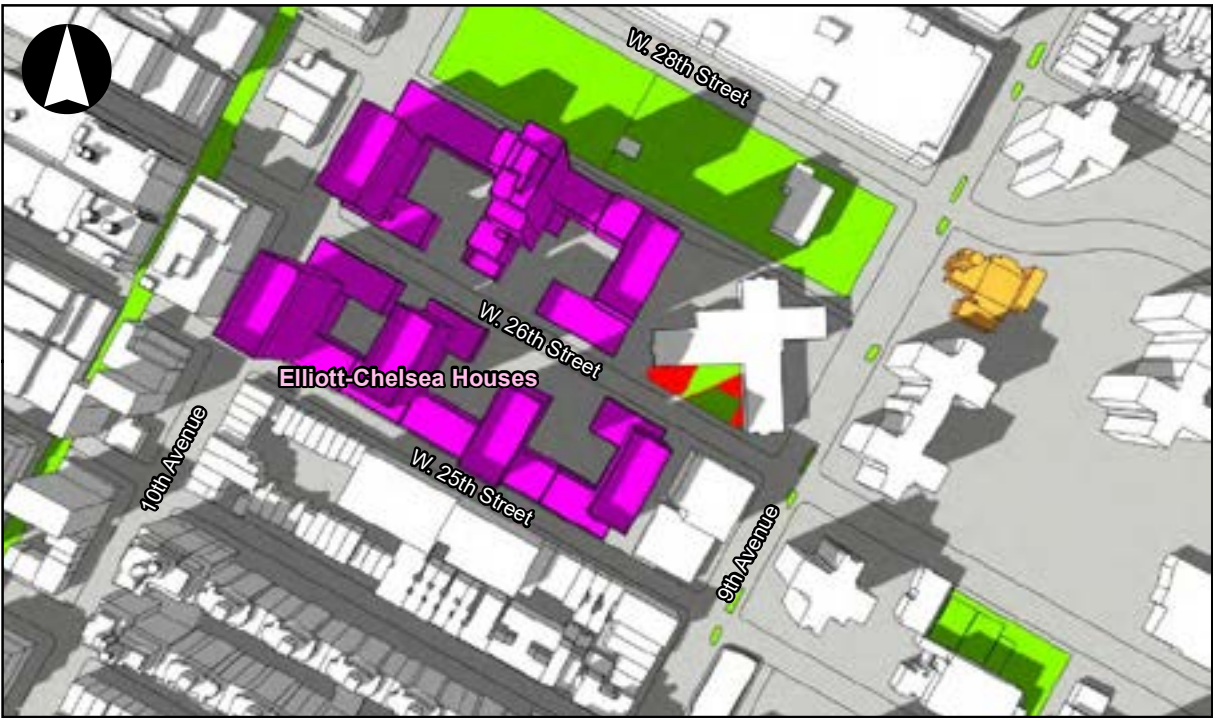 W. 28th Street
W. 26th Street
Elliott-Chelsea Houses
10th Avenue
W. 25th Street
9th Avenue